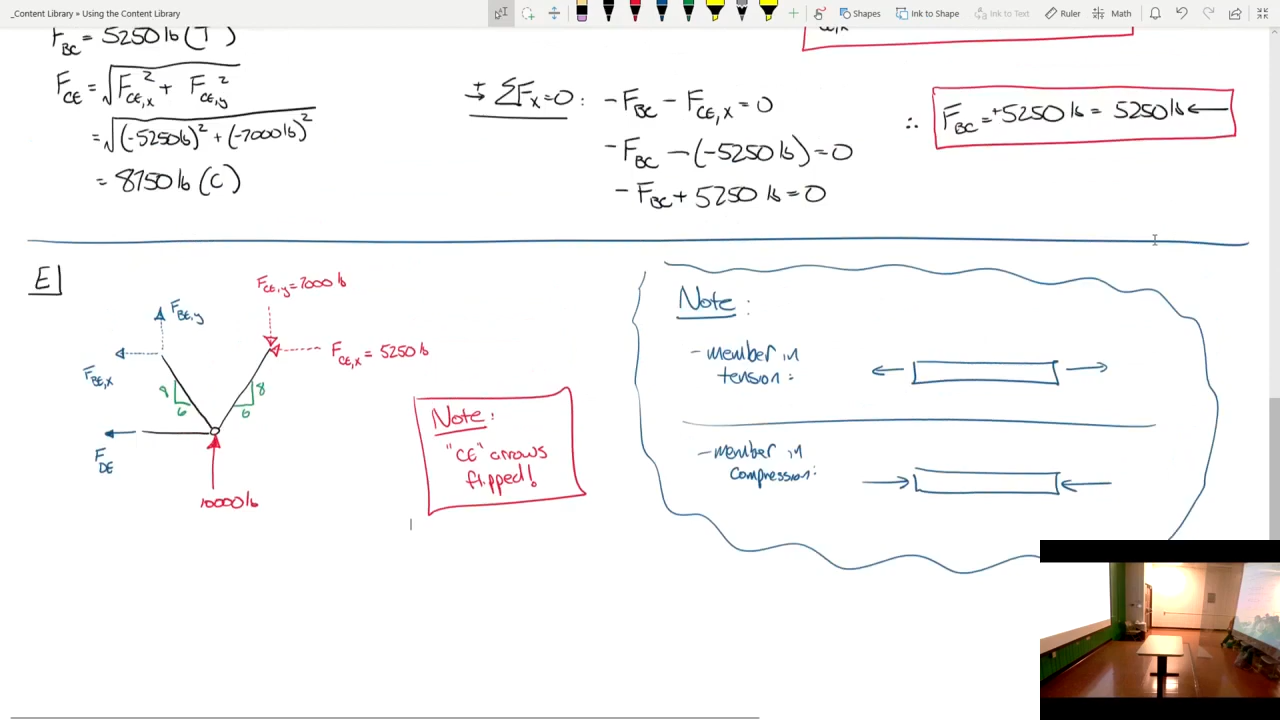 _Content Library » Using the Content Library
Shapes
Ink to Shape
Ink to Text
Ruler
Math
F_BC = 5250 lb (T)
F_CE = √F_CE,x² + F_CE,y²
= √(-5250 lb)² + (-7000 lb)²
= 8750 lb (C)
+→ ΣFx = 0: -F_BC - F_CE,x = 0
-F_BC - (-5250 lb) = 0
-F_BC + 5250 lb = 0
∴ F_BC = +5250 lb = 5250 lb ←
E
F_CE,y = 7000 lb
F_BE,y
F_CE,x = 5250 lb
F_BE,x
8
6
8
6
F_DE
10000 lb
Note:
"CE" arrows
flipped!
Note:
- member in
tension:
- member in
compression: